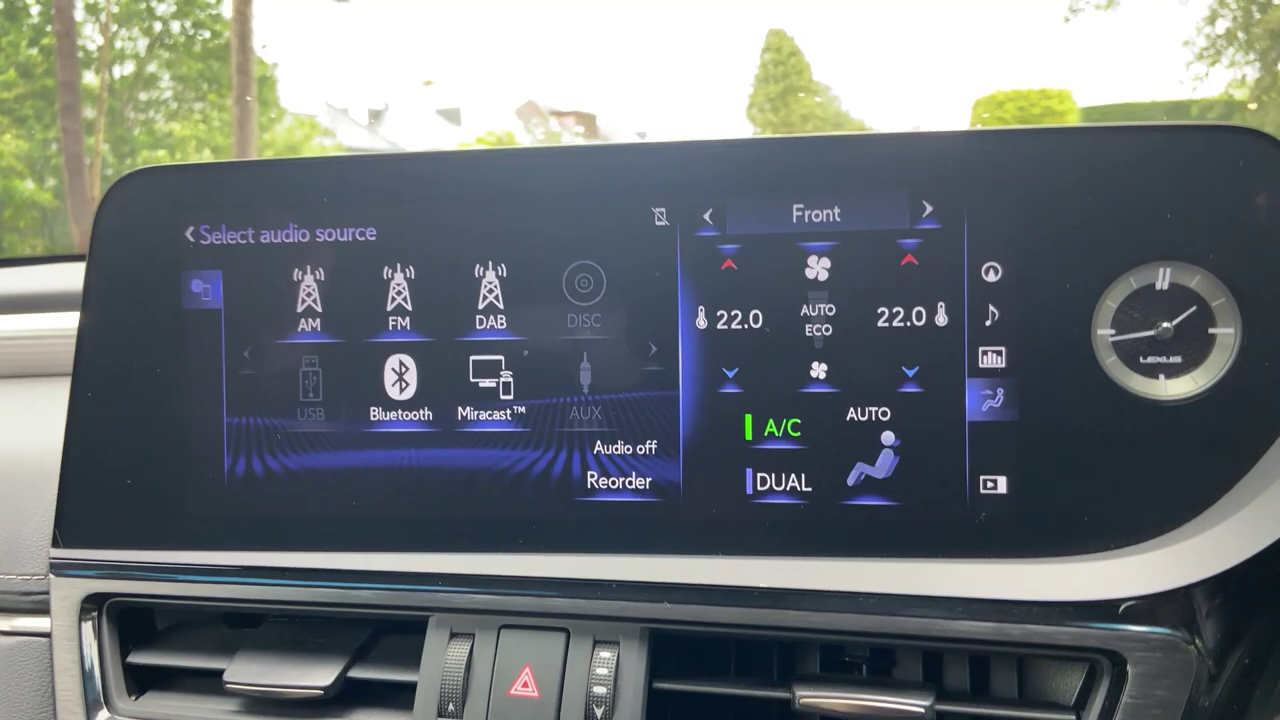 Select audio source
AM
FM
DAB
DISC
USB
Bluetooth
Miracast™
AUX
Audio off
Reorder
Front
22.0
AUTO
ECO
22.0
A/C
AUTO
DUAL
LEXUS